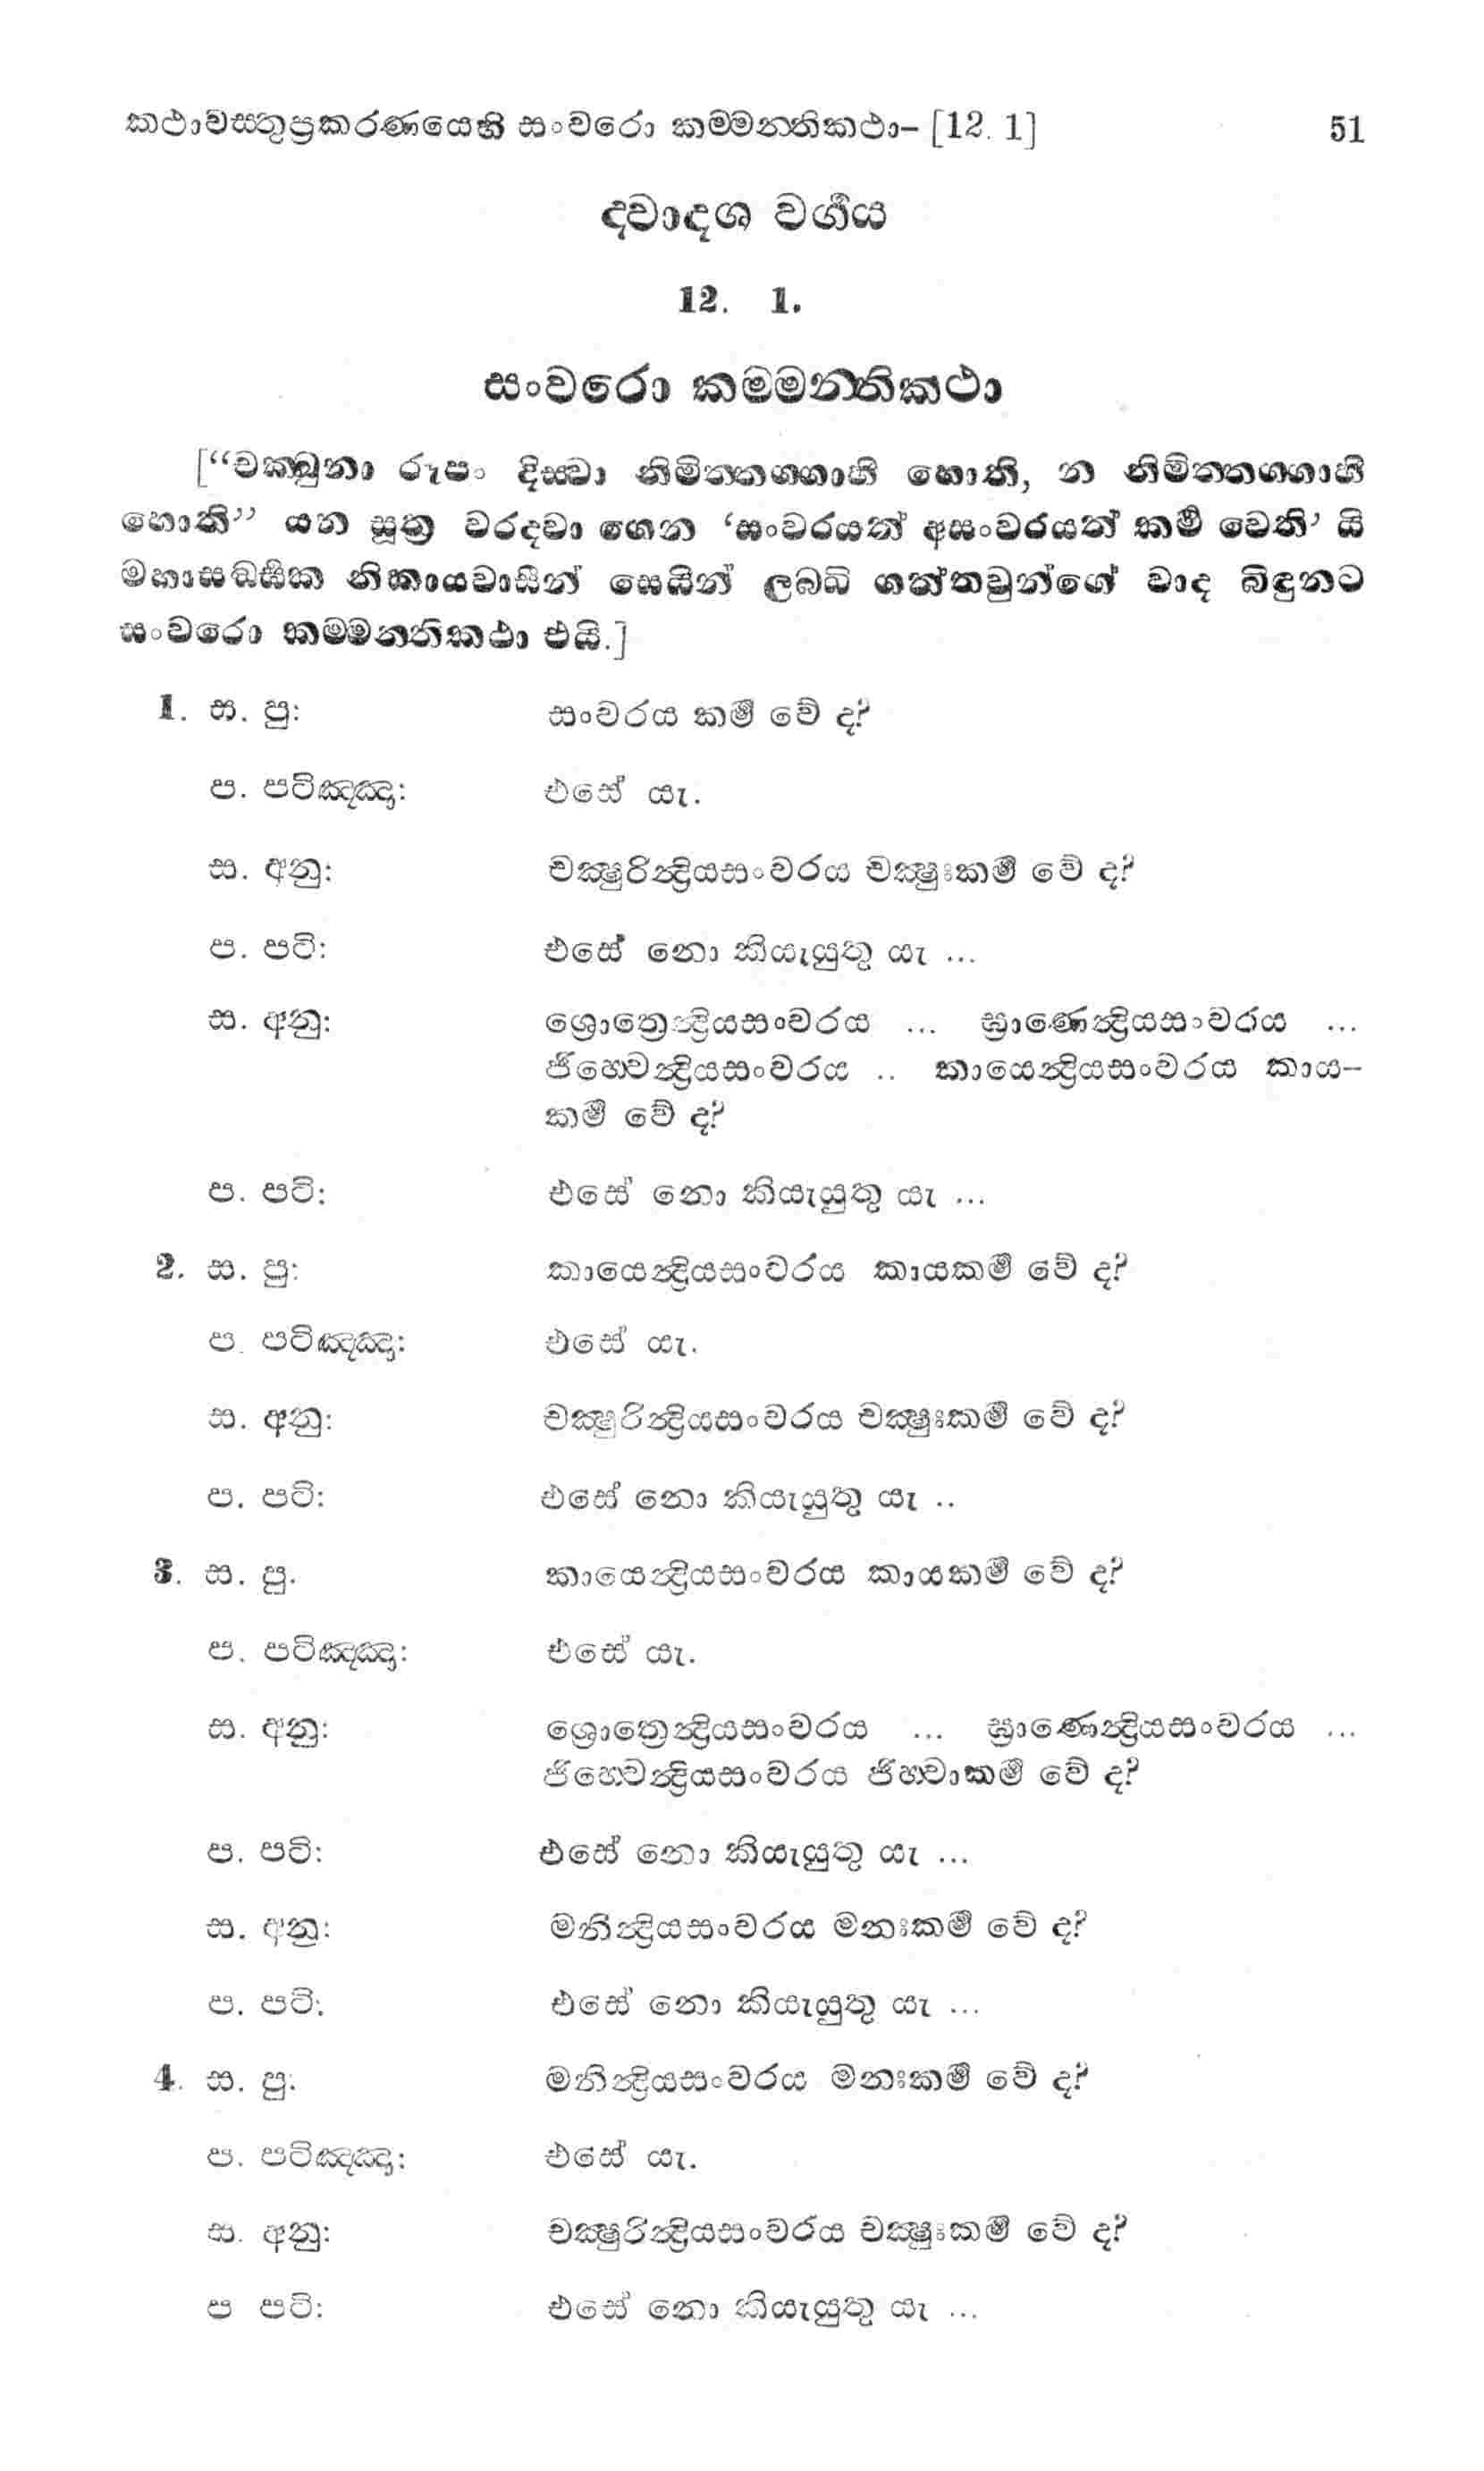 කථාවස්තුප්‍රකරණයෙහි සංවරො කම්මන්තිකථා– [12. 1] 51
ද්වාදශ වර්ගය
12. 1.
සංවරො කම්මන්තිකථා
[“චක්ඛුනා රූපං දිස්වා නිමිත්තග්ගාහි හොති, න නිමිත්තග්ගාහි
හොති” යන සූත්‍ර වරදවා ගෙන ‘සංවරයත් අසංවරයත් කර්ම වෙති’ යි
මහාසඞ්ඝික නිකායවාසීන් සෙයින් ලබ්ධි ගත්තවුන්ගේ වාද බිඳුනට
සංවරො කම්මන්තිකථා එයි.]
1. ස. පු: සංවරය කර්ම වේ ද?
ප. පටිඤ්ඤා: එසේ යැ.
ස. අනු: චක්ෂුරින්ද්‍රියසංවරය චක්ෂුඃකර්ම වේ ද?
ප. පටි: එසේ නො කියැයුතු යැ ...
ස. අනු: ශ්‍රොත්‍රෙන්ද්‍රියසංවරය ... ඝ්‍රාණෙන්ද්‍රියසංවරය ...
ජිහ්වෙන්ද්‍රියසංවරය .. කායෙන්ද්‍රියසංවරය කාය–
කර්ම වේ ද?
ප. පටි: එසේ නො කියැයුතු යැ ...
2. ස. පු: කායෙන්ද්‍රියසංවරය කායකර්ම වේ ද?
ප. පටිඤ්ඤා: එසේ යැ.
ස. අනු: චක්ෂුරින්ද්‍රියසංවරය චක්ෂුඃකර්ම වේ ද?
ප. පටි: එසේ නො කියැයුතු යැ ..
3. ස. පු. කායෙන්ද්‍රියසංවරය කායකර්ම වේ ද?
ප. පටිඤ්ඤා: එසේ යැ.
ස. අනු: ශ්‍රොත්‍රෙන්ද්‍රියසංවරය ... ඝ්‍රාණෙන්ද්‍රියසංවරය ...
ජිහ්වෙන්ද්‍රියසංවරය ජිහ්වාකර්ම වේ ද?
ප. පටි: එසේ නො කියැයුතු යැ ...
ස. අනු: මනින්ද්‍රියසංවරය මනඃකර්ම වේ ද?
ප. පටි: එසේ නො කියැයුතු යැ ...
4. ස. පු: මනින්ද්‍රියසංවරය මනඃකර්ම වේ ද?
ප. පටිඤ්ඤා: එසේ යැ.
ස. අනු: චක්ෂුරින්ද්‍රියසංවරය චක්ෂුඃකර්ම වේ ද?
ප පටි: එසේ නො කියැයුතු යැ ...